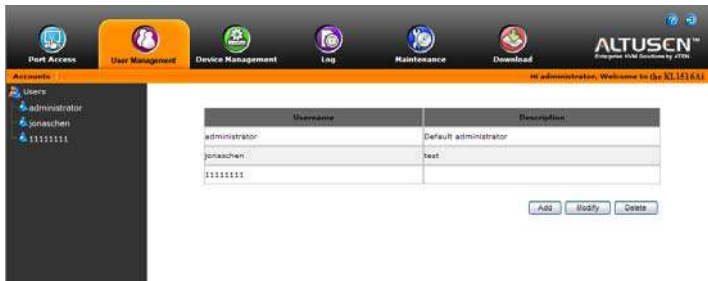 Port Access
User Management
Device Management
Log
Maintenance
Download
ALTUSEN™
Enterprise KVM Solutions by ATEN
Accounts
Hi administrator, Welcome to the KL1516Ai
Users
administrator
jonaschen
11111111
Username Description
administrator Default administrator
jonaschen test
11111111
Add Modify Delete